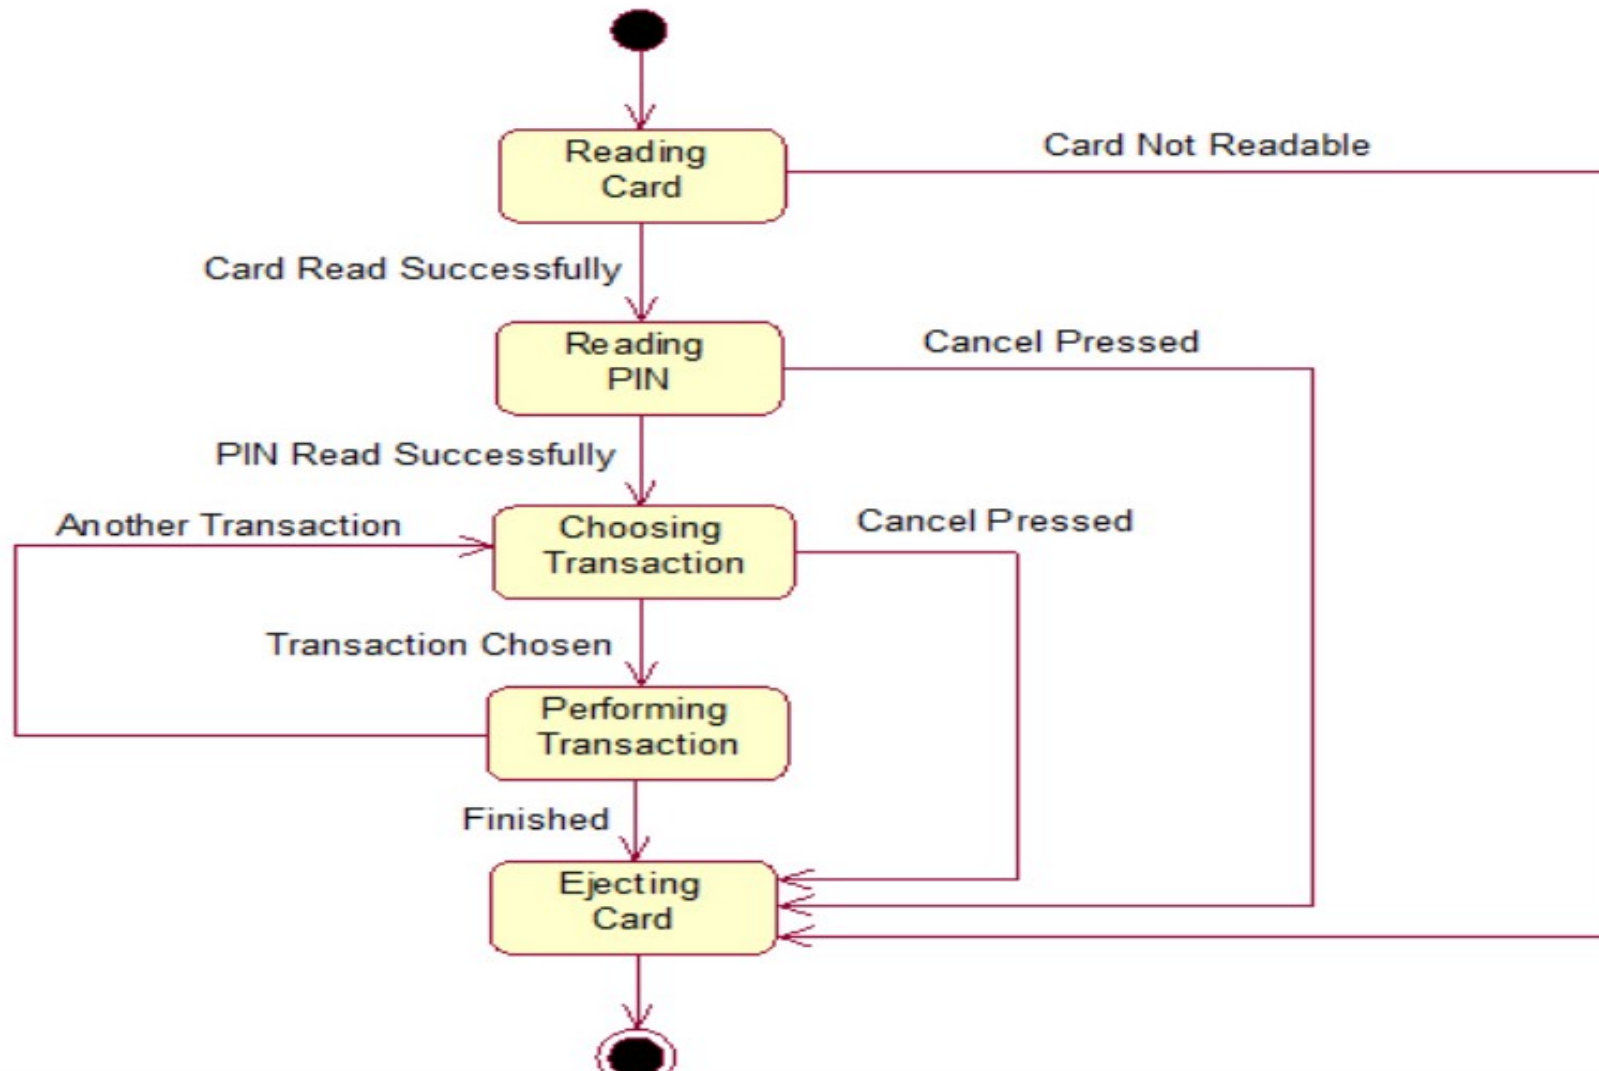 Reading
Card
Card Not Readable
Card Read Successfully
Reading
PIN
Cancel Pressed
PIN Read Successfully
Another Transaction
Choosing
Transaction
Cancel Pressed
Transaction Chosen
Performing
Transaction
Finished
Ejecting
Card